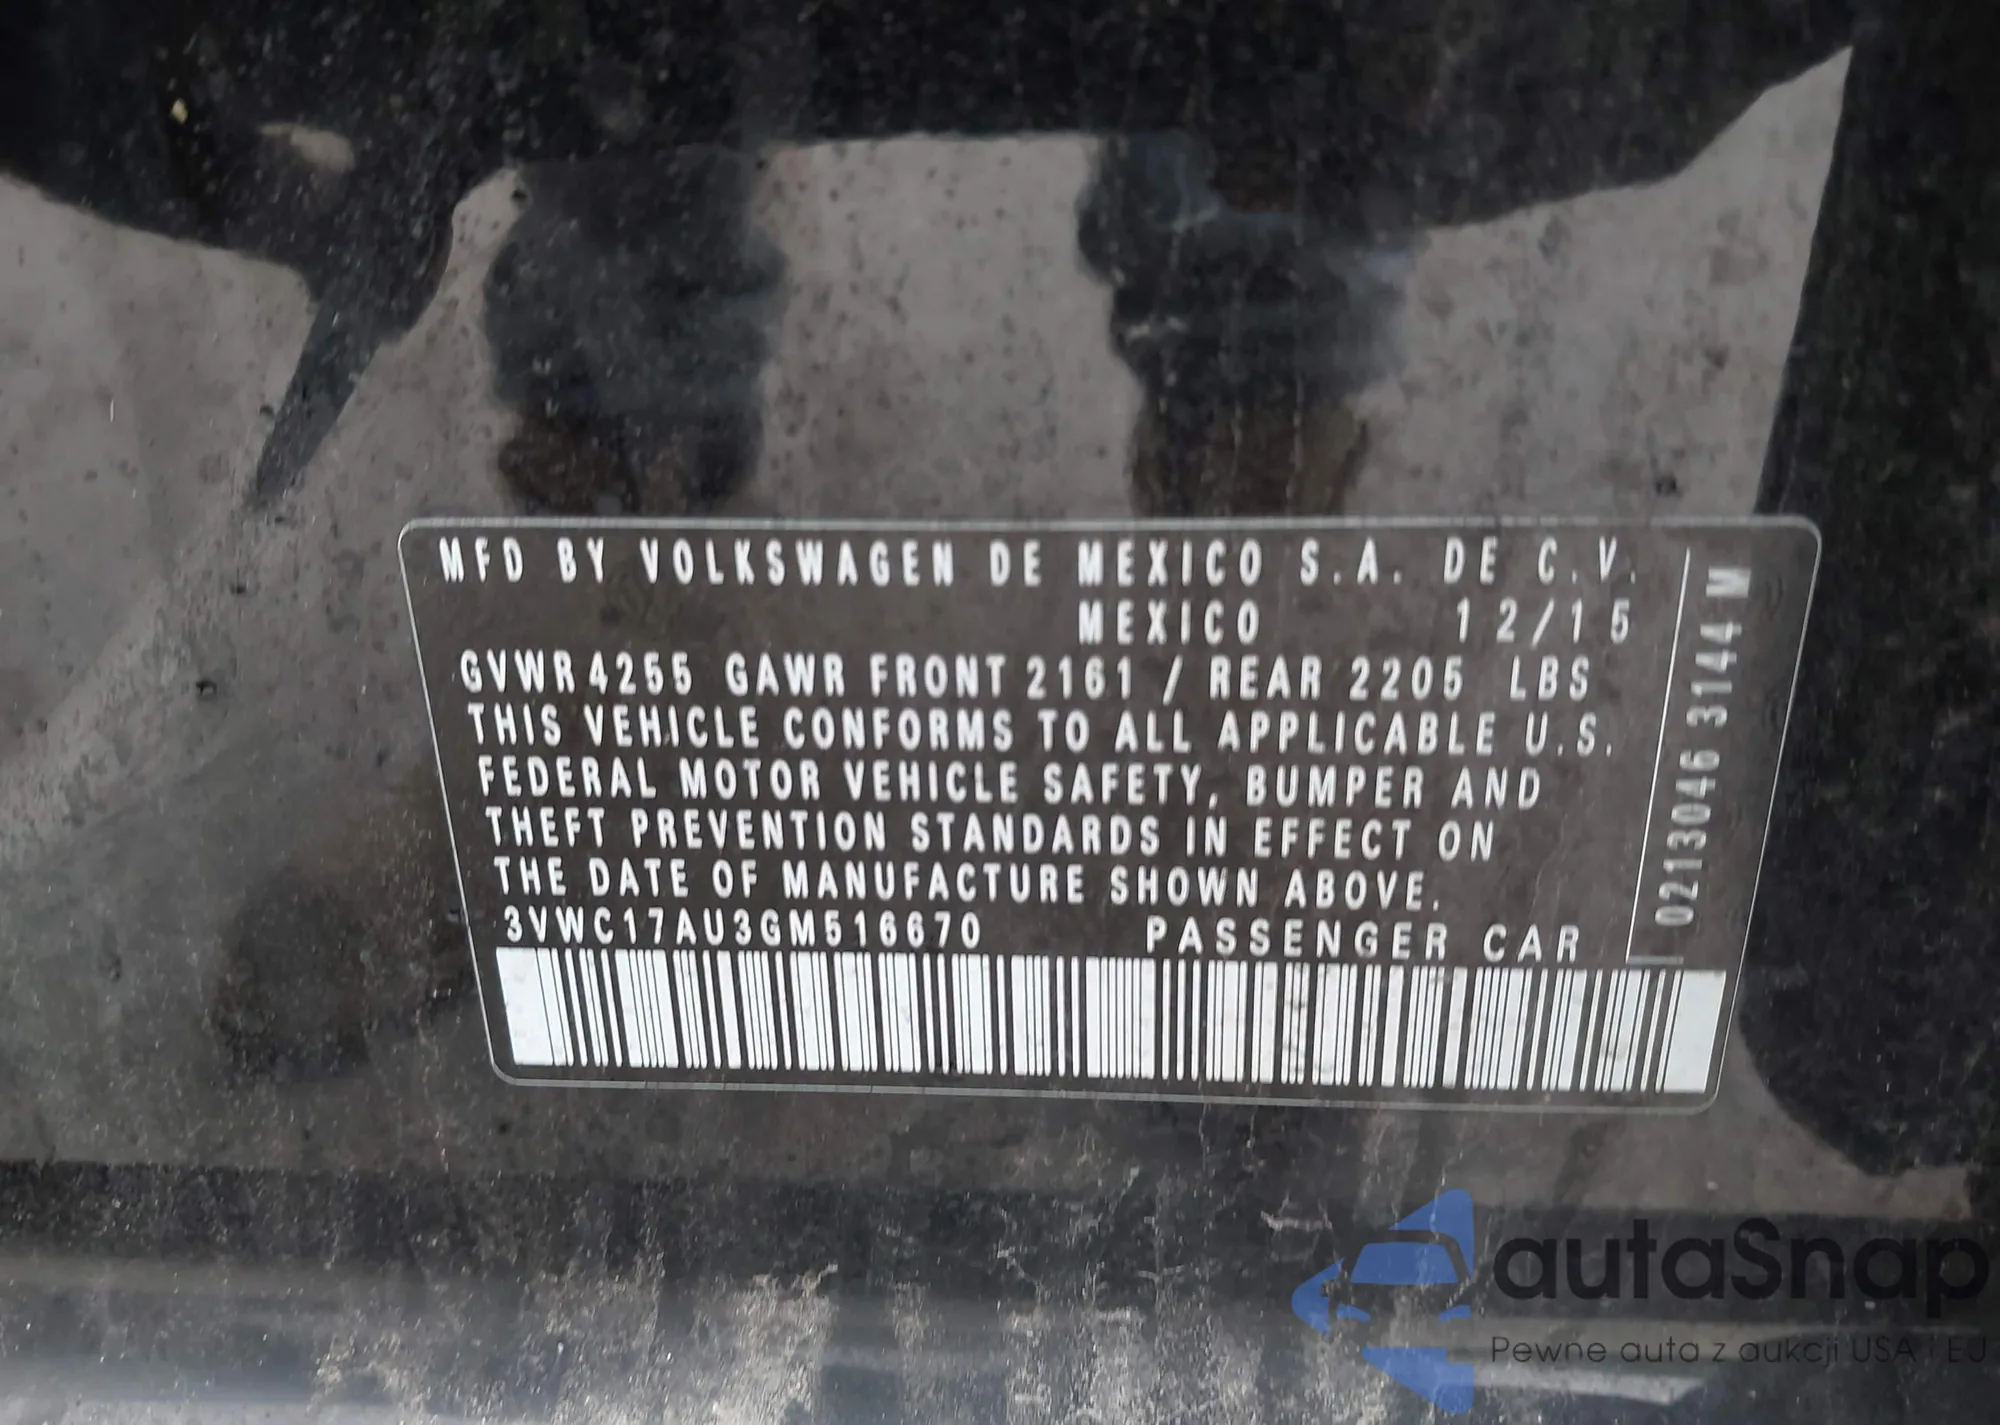 MFD BY VOLKSWAGEN DE MEXICO S.A. DE C.V.
MEXICO 12/15
GVWR 4255 GAWR FRONT 2161 / REAR 2205 LBS
THIS VEHICLE CONFORMS TO ALL APPLICABLE U.S.
FEDERAL MOTOR VEHICLE SAFETY, BUMPER AND
THEFT PREVENTION STANDARDS IN EFFECT ON
THE DATE OF MANUFACTURE SHOWN ABOVE.
3VWC17AU3GM516670 PASSENGER CAR
0213046 3144 M
autaSnap
Pewne auta z aukcji USA i EU